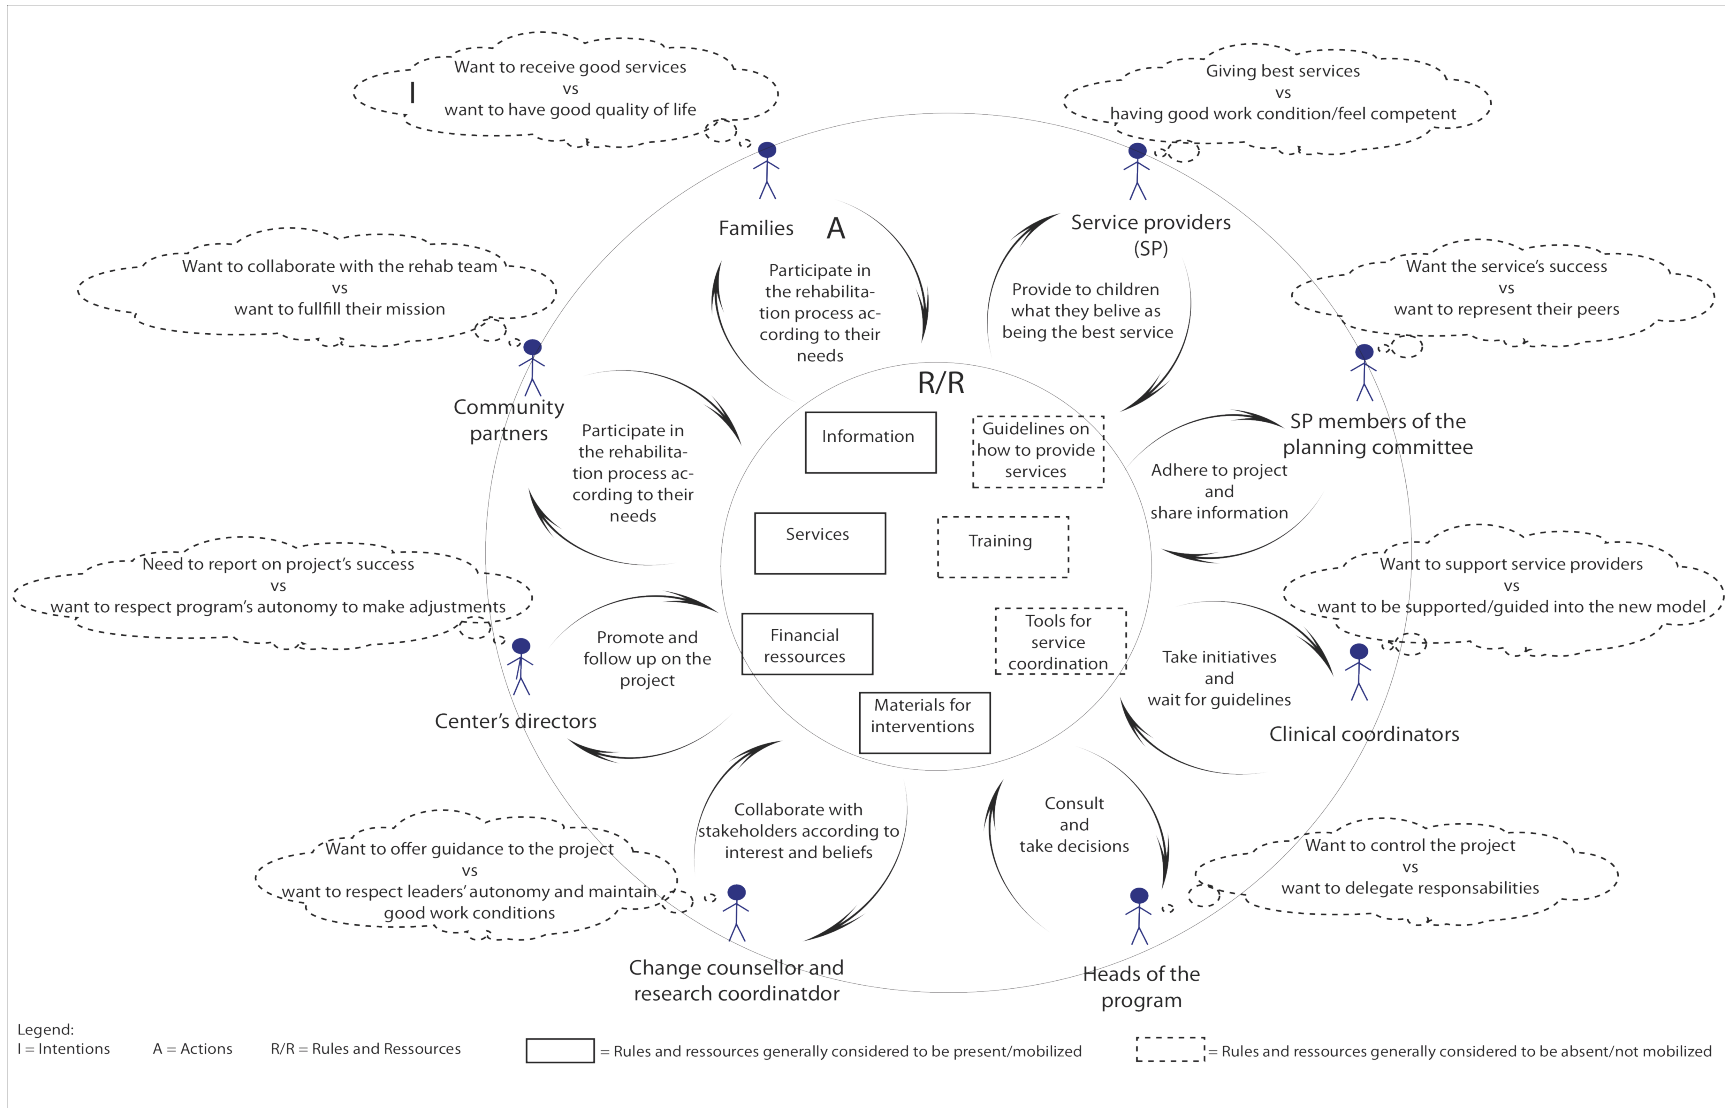 Want to receive good services
vs
want to have good quality of life
I
Giving best services
vs
having good work condition/feel competent
Families
A
Service providers
(SP)
Participate in
the rehabilita-
tion process ac-
cording to their
needs
Provide to children
what they belive as
being the best service
Want to collaborate with the rehab team
vs
want to fullfill their mission
Want the service's success
vs
want to represent their peers
Community
partners
Participate in
the rehabilita-
tion process ac-
cording to their
needs
R/R
Information
Guidelines on
how to provide
services
Services
Training
Financial
ressources
Tools for
service
coordination
Materials for
interventions
SP members of the
planning committee
Adhere to project
and
share information
Need to report on project's success
vs
want to respect program's autonomy to make adjustments
Want to support service providers
vs
want to be supported/guided into the new model
Promote and
follow up on the
project
Center's directors
Take initiatives
and
wait for guidelines
Clinical coordinators
Want to offer guidance to the project
vs
want to respect leaders' autonomy and maintain
good work conditions
Collaborate with
stakeholders according to
interest and beliefs
Consult
and
take decisions
Want to control the project
vs
want to delegate responsabilities
Change counsellor and
research coordinatdor
Heads of the
program
Legend:
I = Intentions
A = Actions
R/R = Rules and Ressources
= Rules and ressources generally considered to be present/mobilized
= Rules and ressources generally considered to be absent/not mobilized